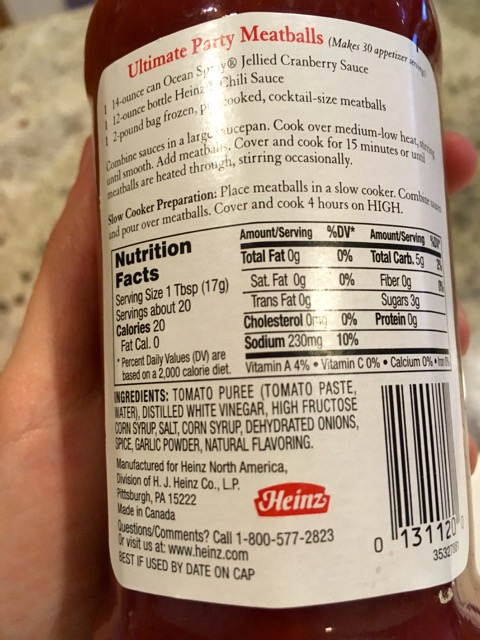 Ultimate Party Meatballs (Makes 30 appetizer
1 14-ounce can Ocean Spray® Jellied Cranberry Sauce
1 12-ounce bottle Heinz® Chili Sauce
1 2-pound bag frozen, cooked, cocktail-size meatballs
Combine sauces in a large saucepan. Cook over medium-low heat, stirring
until smooth. Add meatballs. Cover and cook for 15 minutes or until
meatballs are heated through, stirring occasionally.
Slow Cooker Preparation: Place meatballs in a slow cooker. Combine sauces
and pour over meatballs. Cover and cook 4 hours on HIGH.
Nutrition
Facts
Serving Size 1 Tbsp (17g)
Servings about 20
Calories 20
Fat Cal. 0
* Percent Daily Values (DV) are
based on a 2,000 calorie diet.
Amount/Serving %DV* Amount/Serving %DV*
Total Fat 0g 0% Total Carb. 5g 2%
Sat. Fat 0g 0% Fiber 0g 0%
Trans Fat 0g Sugars 3g
Cholesterol 0mg 0% Protein 0g
Sodium 230mg 10%
Vitamin A 4% • Vitamin C 0% • Calcium 0% • Iron 0%
INGREDIENTS: TOMATO PUREE (TOMATO PASTE,
WATER), DISTILLED WHITE VINEGAR, HIGH FRUCTOSE
CORN SYRUP, SALT, CORN SYRUP, DEHYDRATED ONIONS,
SPICE, GARLIC POWDER, NATURAL FLAVORING.
Manufactured for Heinz North America,
Division of H. J. Heinz Co., L.P.
Pittsburgh, PA 15222
Made in Canada
Heinz
Questions/Comments? Call 1-800-577-2823
Or visit us at: www.heinz.com
BEST IF USED BY DATE ON CAP
0 13112 0